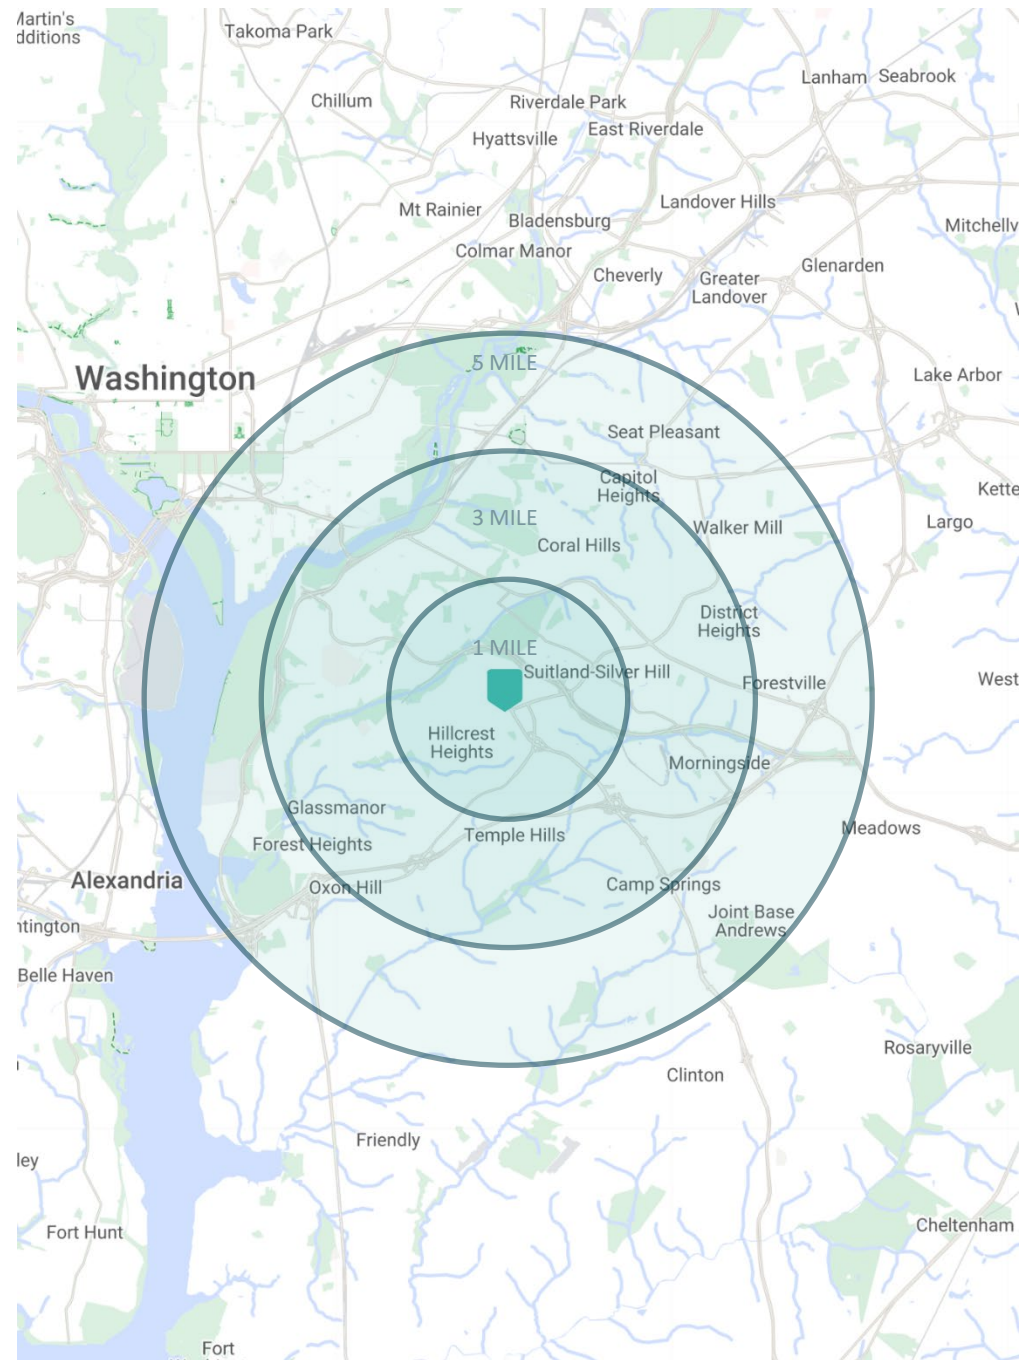 Martin's
dditions
Takoma Park
Lanham
Seabrook
Chillum
Riverdale Park
East Riverdale
Hyattsville
Landover Hills
Mt Rainier
Bladensburg
Mitchellv
Colmar Manor
Cheverly
Glenarden
Greater
Landover
5 MILE
Washington
Lake Arbor
Seat Pleasant
Capitol
Heights
Kette
3 MILE
Walker Mill
Largo
Coral Hills
District
Heights
1 MILE
Suitland-Silver Hill
Forestville
West
Hillcrest
Heights
Morningside
Glassmanor
Temple Hills
Meadows
Forest Heights
Alexandria
Oxon Hill
Camp Springs
Joint Base
Andrews
ntington
Belle Haven
Rosaryville
Clinton
Friendly
ley
Fort Hunt
Cheltenham
Fort